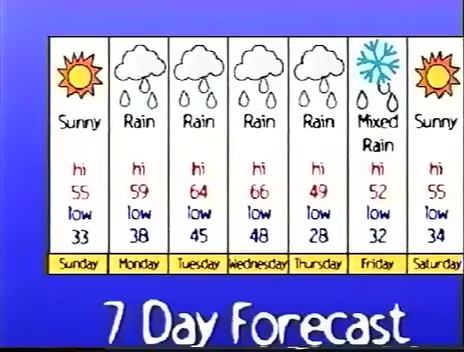 Sunny Rain Rain Rain Rain Mixed Sunny
Rain
hi hi hi hi hi hi hi
55 59 64 66 49 52 55
low low low low low low low
33 38 45 48 28 32 34
Sunday Monday Tuesday Wednesday Thursday Friday Saturday
7 Day Forecast